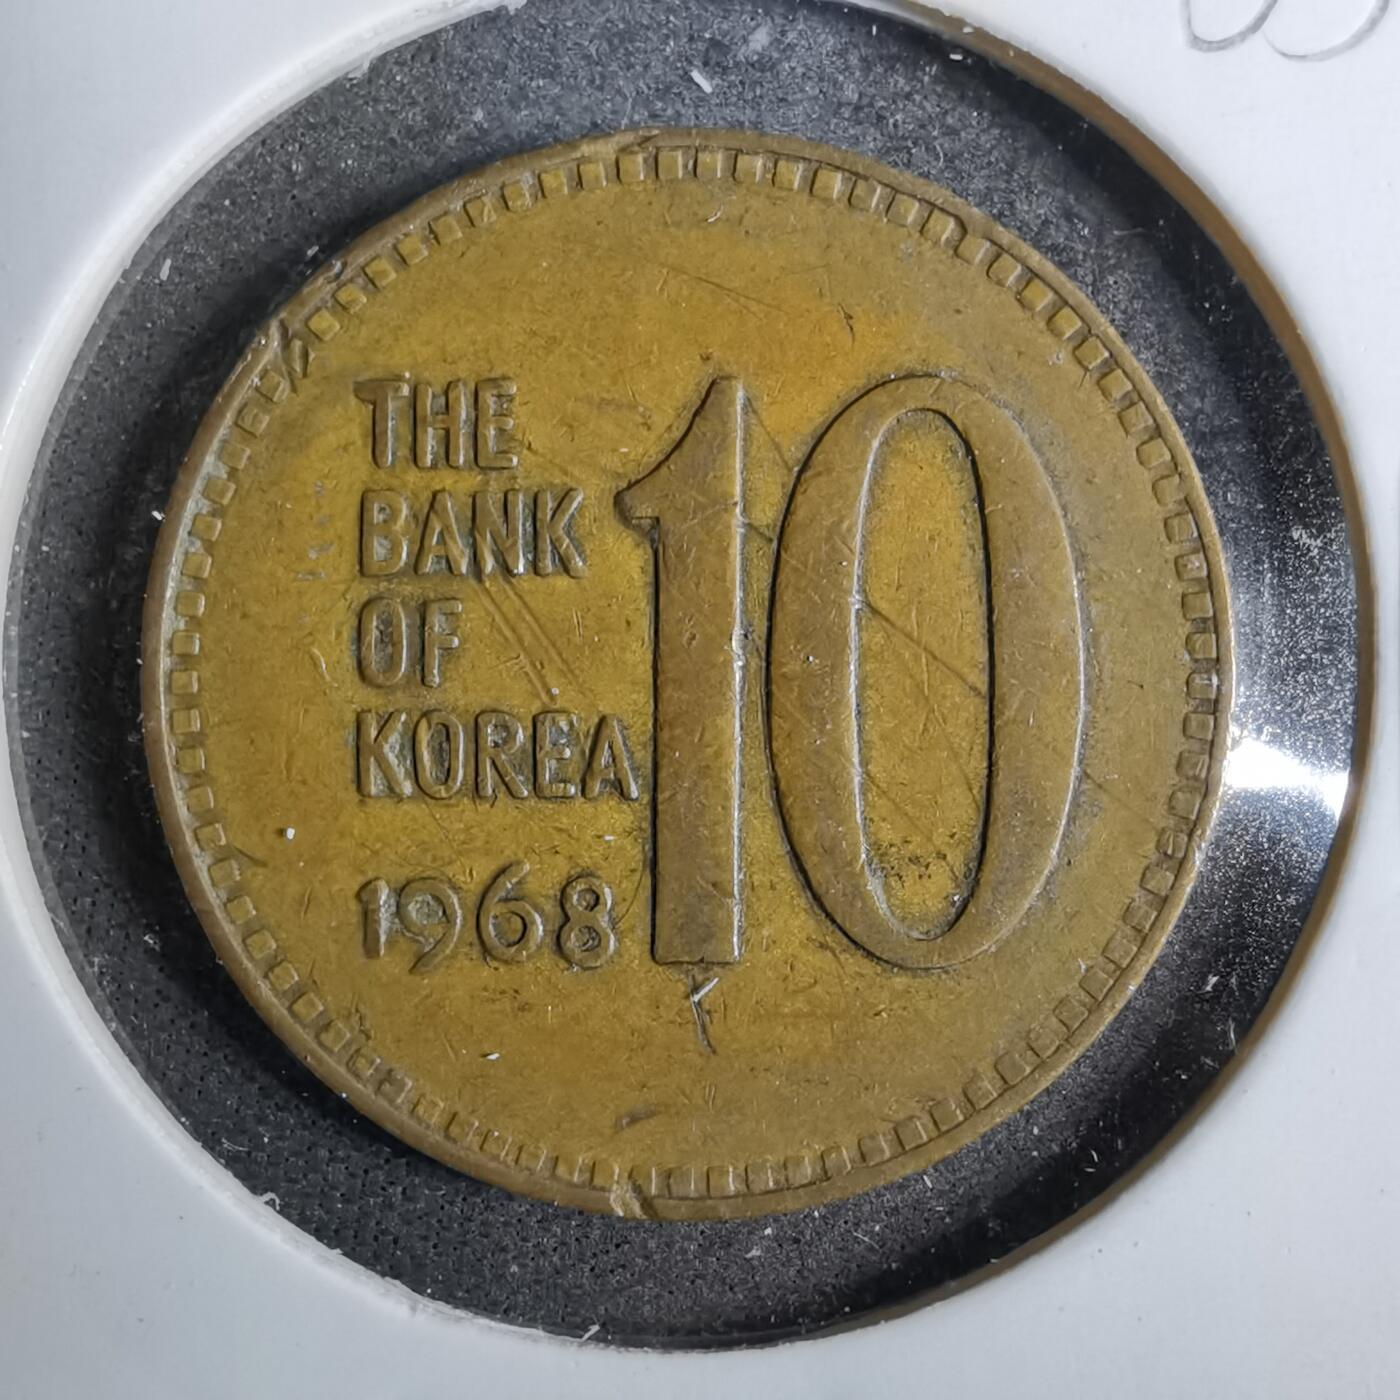 THE
BANK
OF
KOREA
1968
10